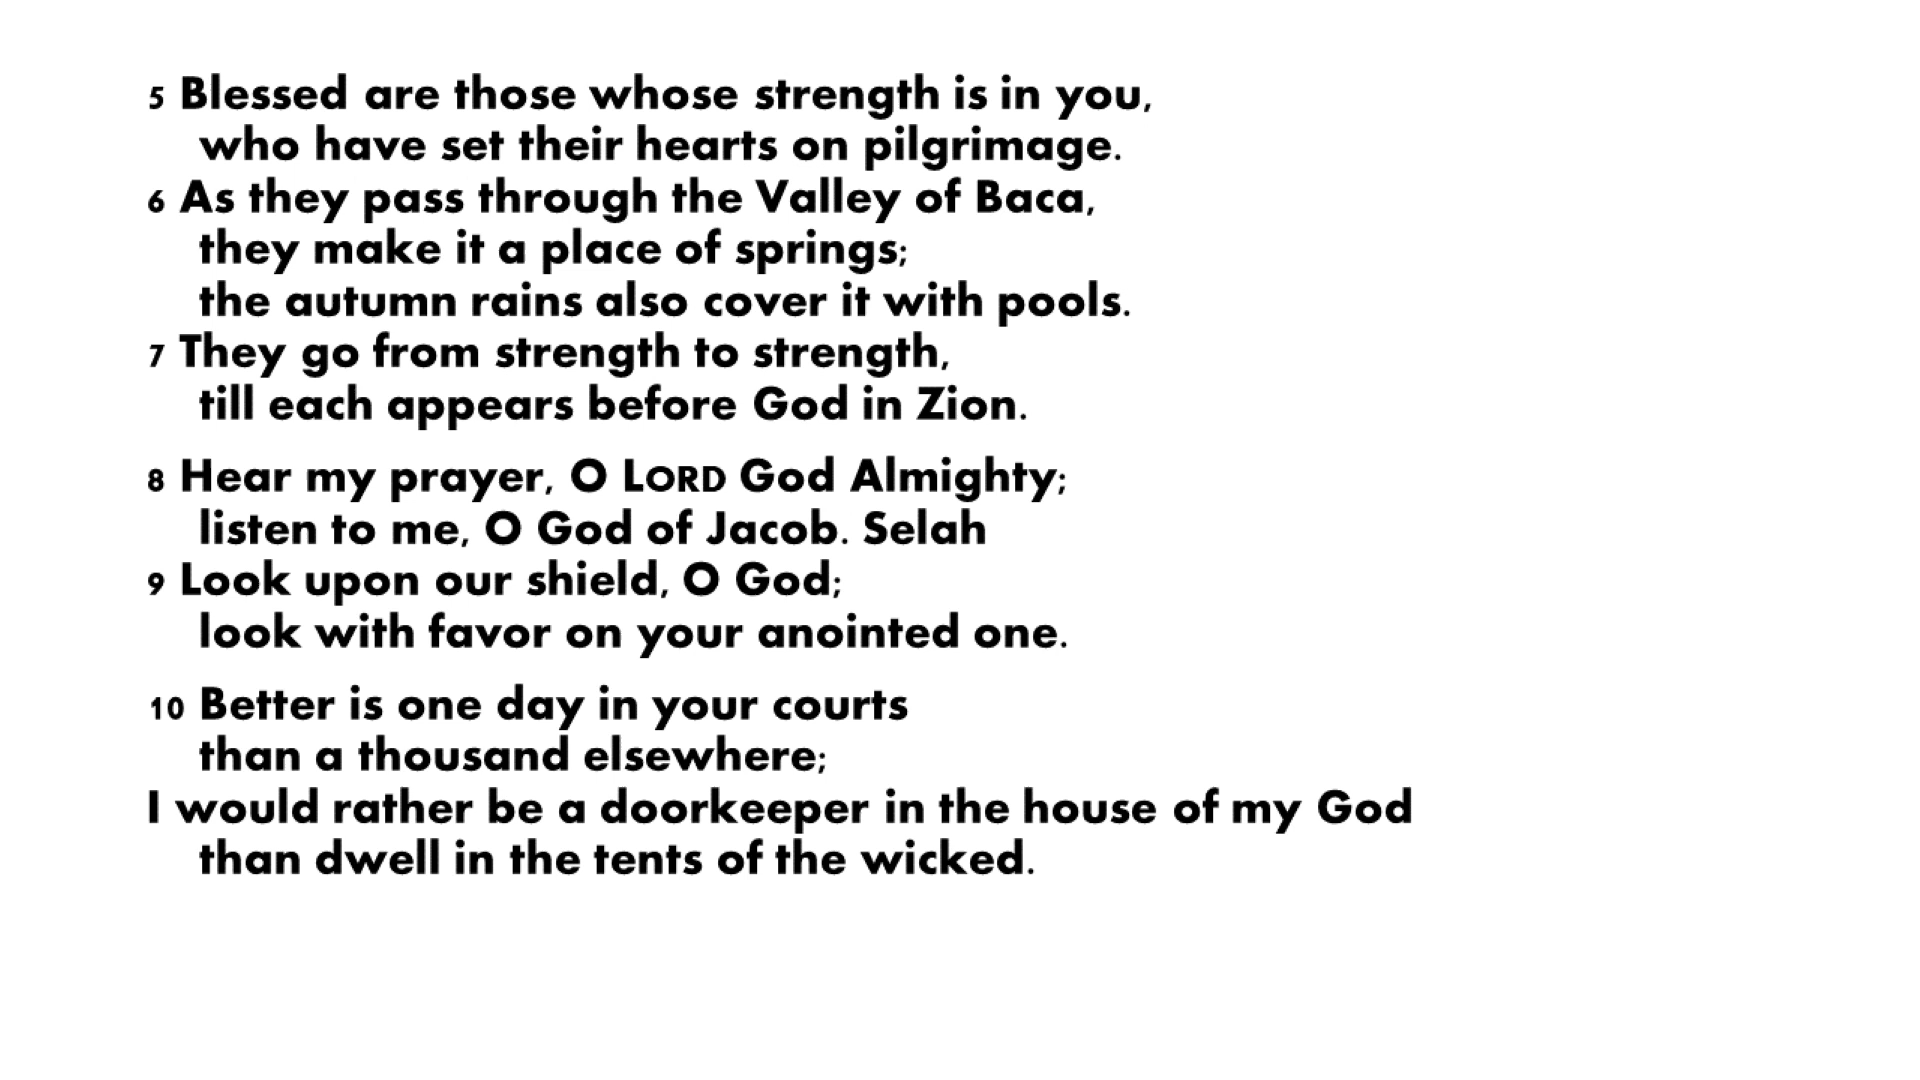 5 Blessed are those whose strength is in you,
who have set their hearts on pilgrimage.
6 As they pass through the Valley of Baca,
they make it a place of springs;
the autumn rains also cover it with pools.
7 They go from strength to strength,
till each appears before God in Zion.
8 Hear my prayer, O LORD God Almighty;
listen to me, O God of Jacob. Selah
9 Look upon our shield, O God;
look with favor on your anointed one.
10 Better is one day in your courts
than a thousand elsewhere;
I would rather be a doorkeeper in the house of my God
than dwell in the tents of the wicked.